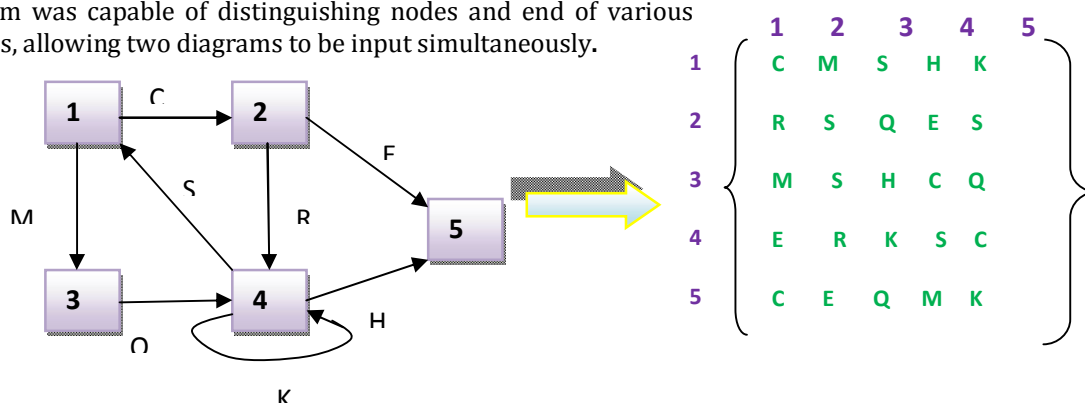 m was capable of distinguishing nodes and end of various
s, allowing two diagrams to be input simultaneously.
1 2 3 4 5
1 C M S H K
2 R S Q E S
3 M S H C Q
4 E R K S C
5 C E Q M K
1
C
2
S
R
M
5
3
4
H
K